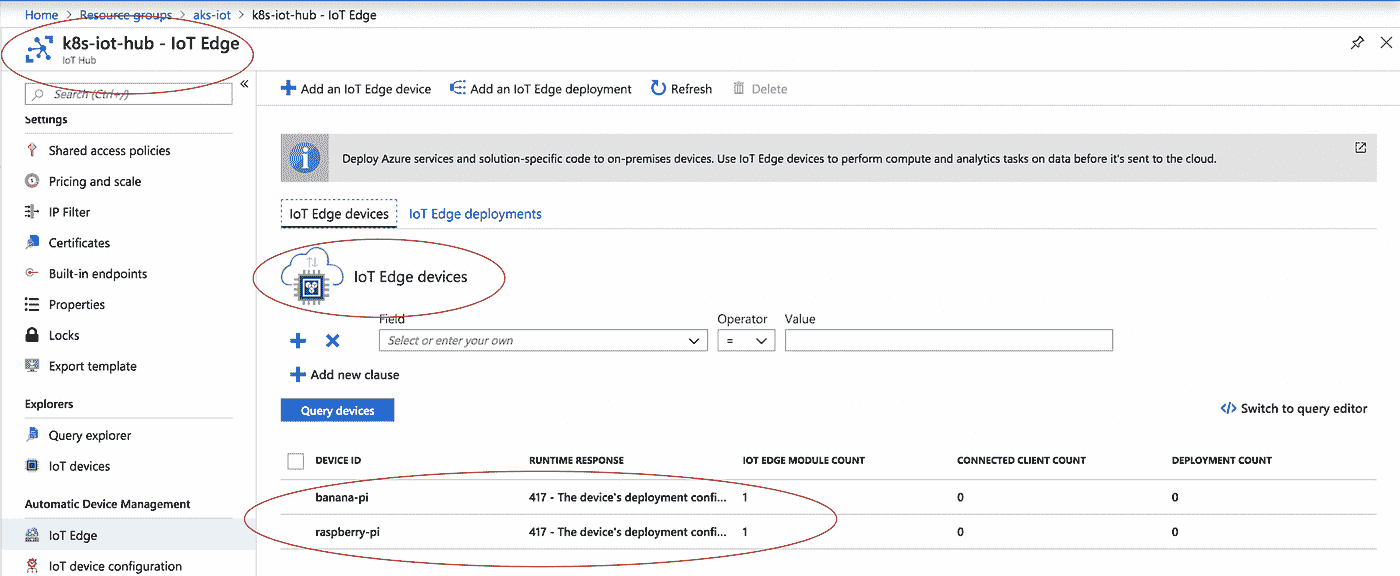 Home > Resource groups > aks-iot > k8s-iot-hub - IoT Edge
k8s-iot-hub - IoT Edge
IoT Hub
Search (Ctrl+/)
«
Settings
Shared access policies
Pricing and scale
IP Filter
Certificates
Built-in endpoints
Properties
Locks
Export template
Explorers
Query explorer
IoT devices
Automatic Device Management
IoT Edge
IoT device configuration
Add an IoT Edge device Add an IoT Edge deployment Refresh Delete
Deploy Azure services and solution-specific code to on-premises devices. Use IoT Edge devices to perform compute and analytics tasks on data before it's sent to the cloud.
IoT Edge devices IoT Edge deployments
IoT Edge devices
Field Operator Value
Select or enter your own =
Add new clause
Query devices
</> Switch to query editor
DEVICE ID RUNTIME RESPONSE IOT EDGE MODULE COUNT CONNECTED CLIENT COUNT DEPLOYMENT COUNT
banana-pi 417 - The device's deployment confi... 1 0 0
raspberry-pi 417 - The device's deployment confi... 1 0 0